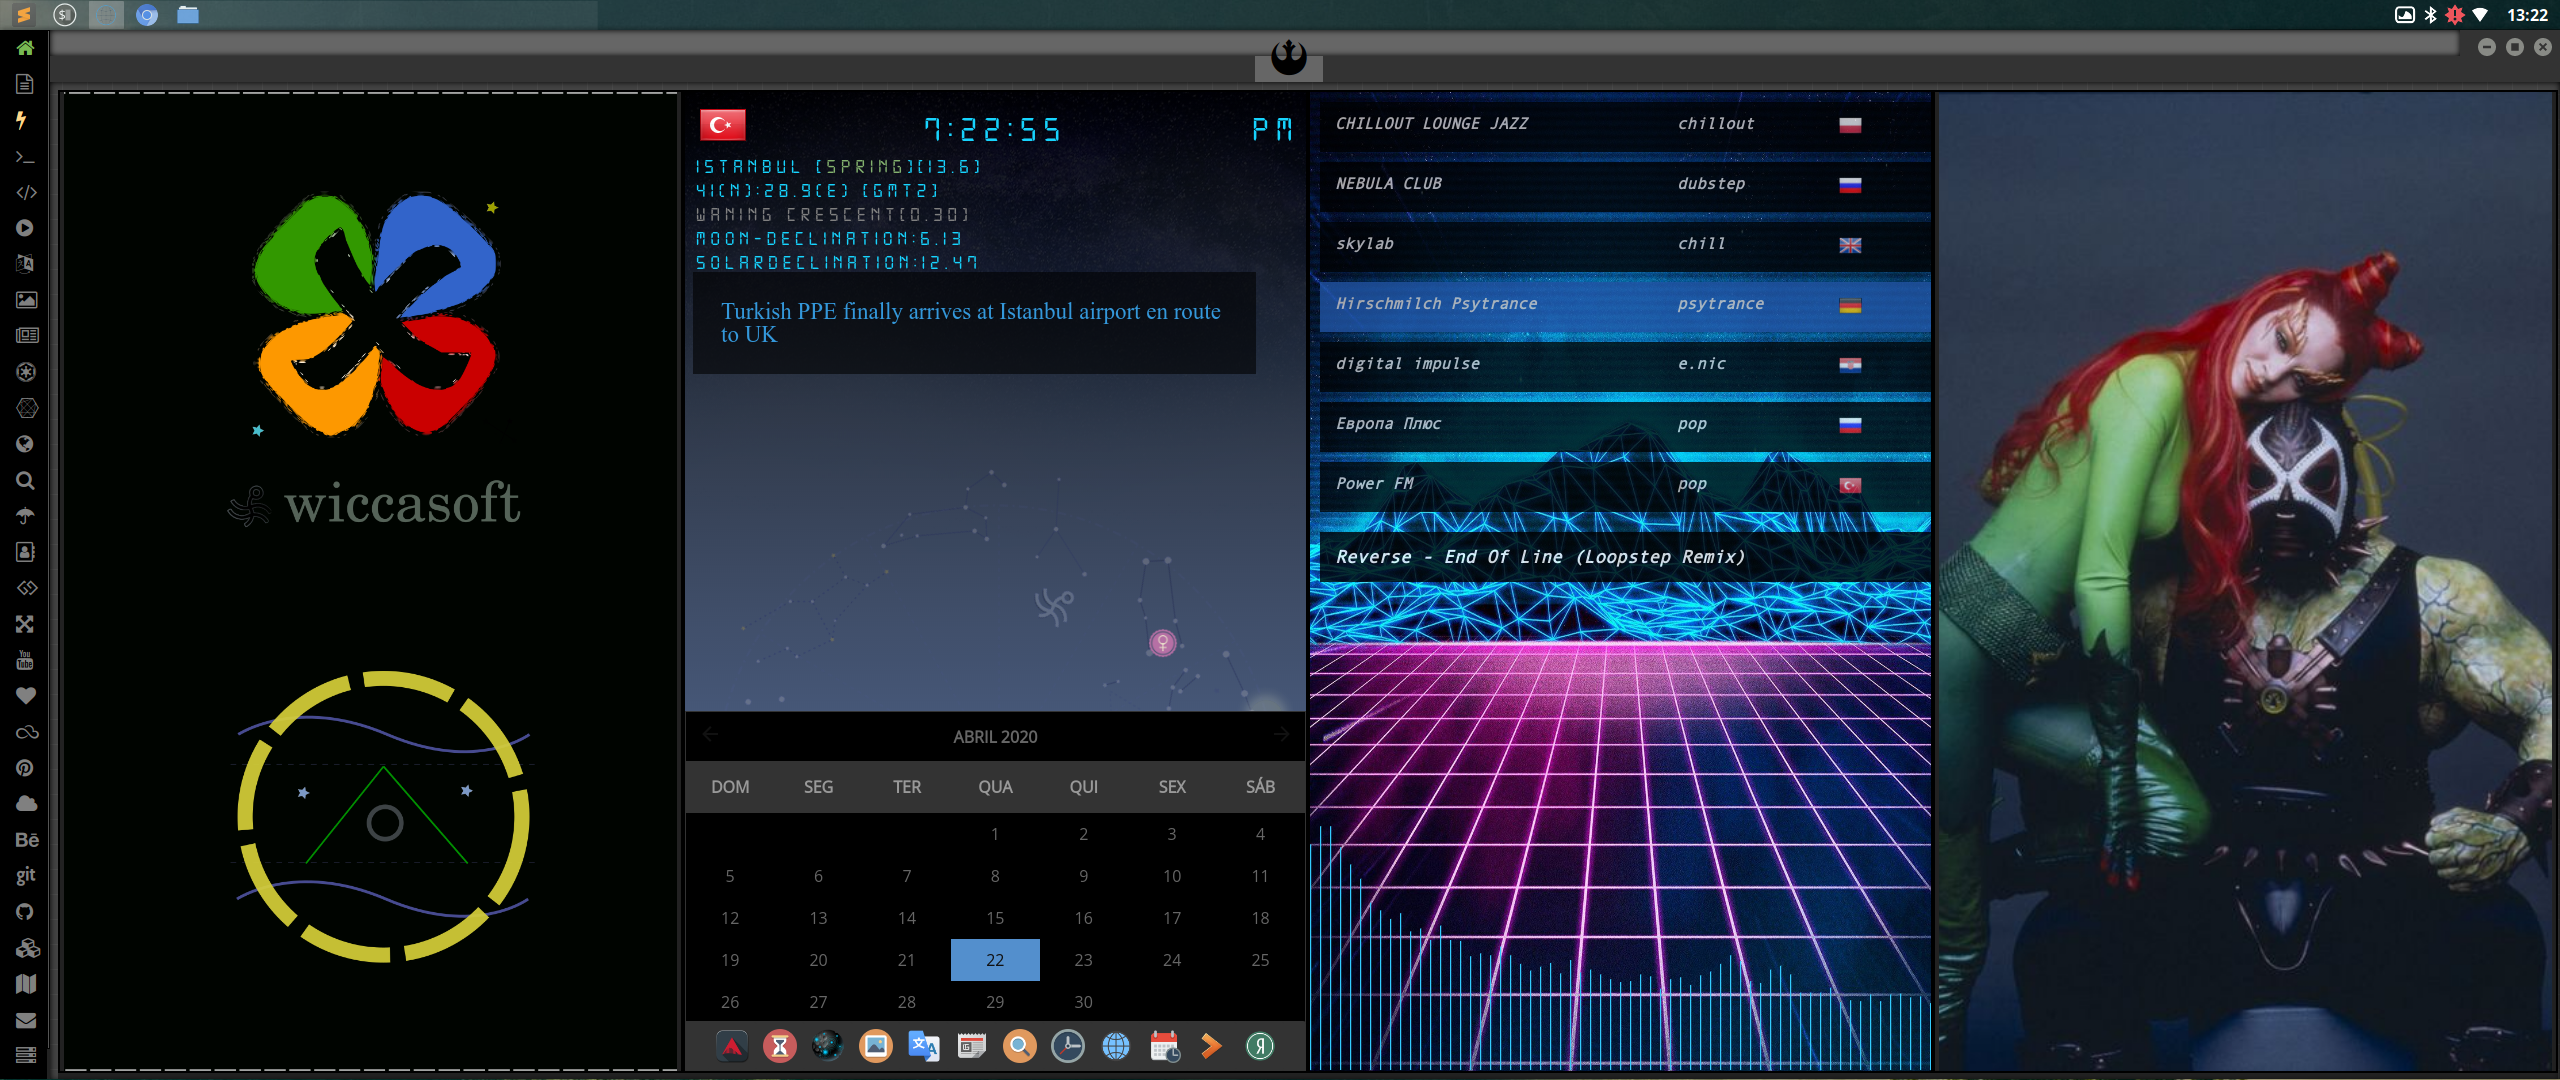 13:22
You
Tube
Bē
git
wiccasoft
7:22:55 PM
ISTANBUL [SPRING][13.6]
41[N]:28.9[E] [GMT2]
WANING CRESCENT[0.30]
MOON-DECLINATION:6.13
SOLARDECLINATION:12.47
Turkish PPE finally arrives at Istanbul airport en route
to UK
ABRIL 2020
DOM SEG TER QUA QUI SEX SÁB
1 2 3 4
5 6 7 8 9 10 11
12 13 14 15 16 17 18
19 20 21 22 23 24 25
26 27 28 29 30
CHILLOUT LOUNGE JAZZ chillout
NEBULA CLUB dubstep
skylab chill
Hirschmilch Psytrance psytrance
digital impulse e.nic
Европа Плюс pop
Power FM pop
Reverse - End Of Line (Loopstep Remix)